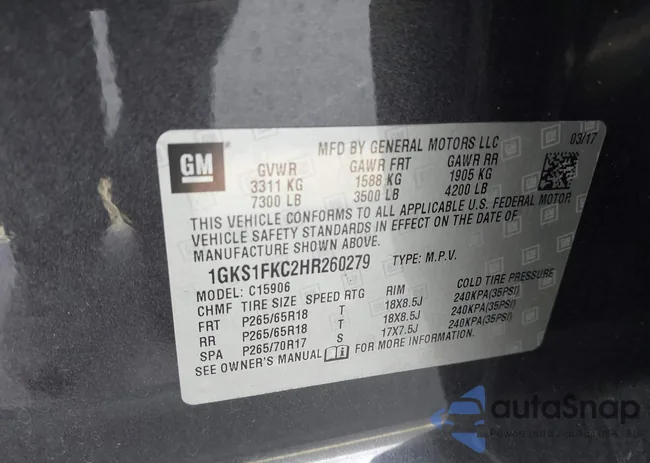 MFD BY GENERAL MOTORS LLC 03/17
GM
GVWR GAWR FRT GAWR RR
3311 KG 1588 KG 1905 KG
7300 LB 3500 LB 4200 LB
THIS VEHICLE CONFORMS TO ALL APPLICABLE U.S. FEDERAL MOTOR
VEHICLE SAFETY STANDARDS IN EFFECT ON THE DATE OF
MANUFACTURE SHOWN ABOVE.
1GKS1FKC2HR260279 TYPE: M.P.V.
MODEL: C15906
CHMF TIRE SIZE SPEED RTG RIM COLD TIRE PRESSURE
FRT P265/65R18 T 18X8.5J 240KPA(35PSI)
RR P265/65R18 T 18X8.5J 240KPA(35PSI)
SPA P265/70R17 S 17X7.5J 240KPA(35PSI)
SEE OWNER'S MANUAL FOR MORE INFORMATION.
autoSnap